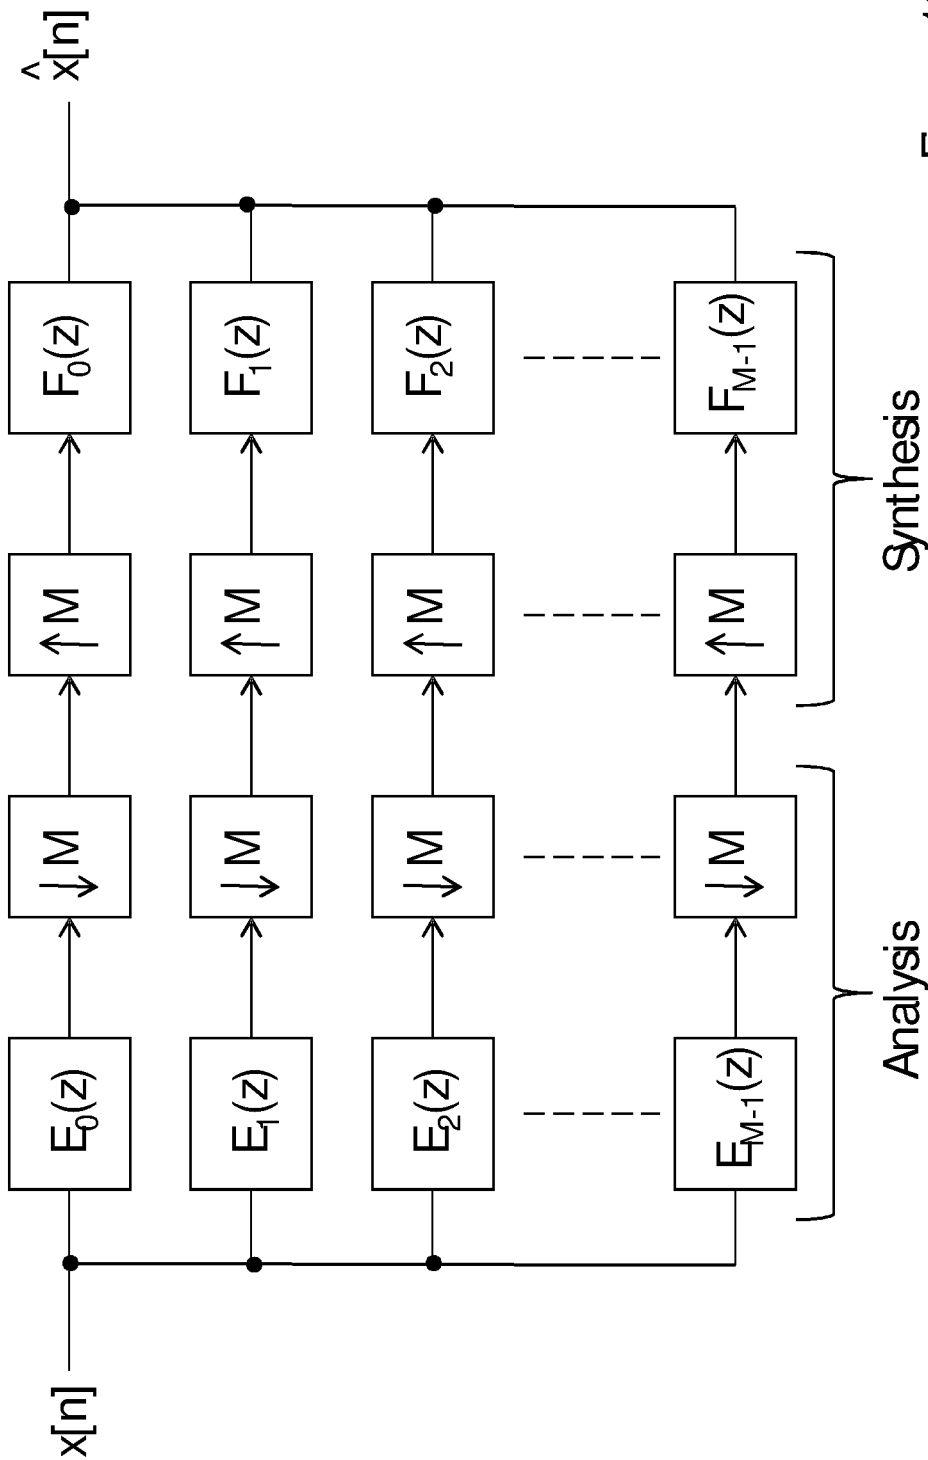 x[n]
E0(z)
↓M
↑M
F0(z)
^
x[n]
E1(z)
↓M
↑M
F1(z)
E2(z)
↓M
↑M
F2(z)
EM-1(z)
↓M
↑M
FM-1(z)
Analysis
Synthesis